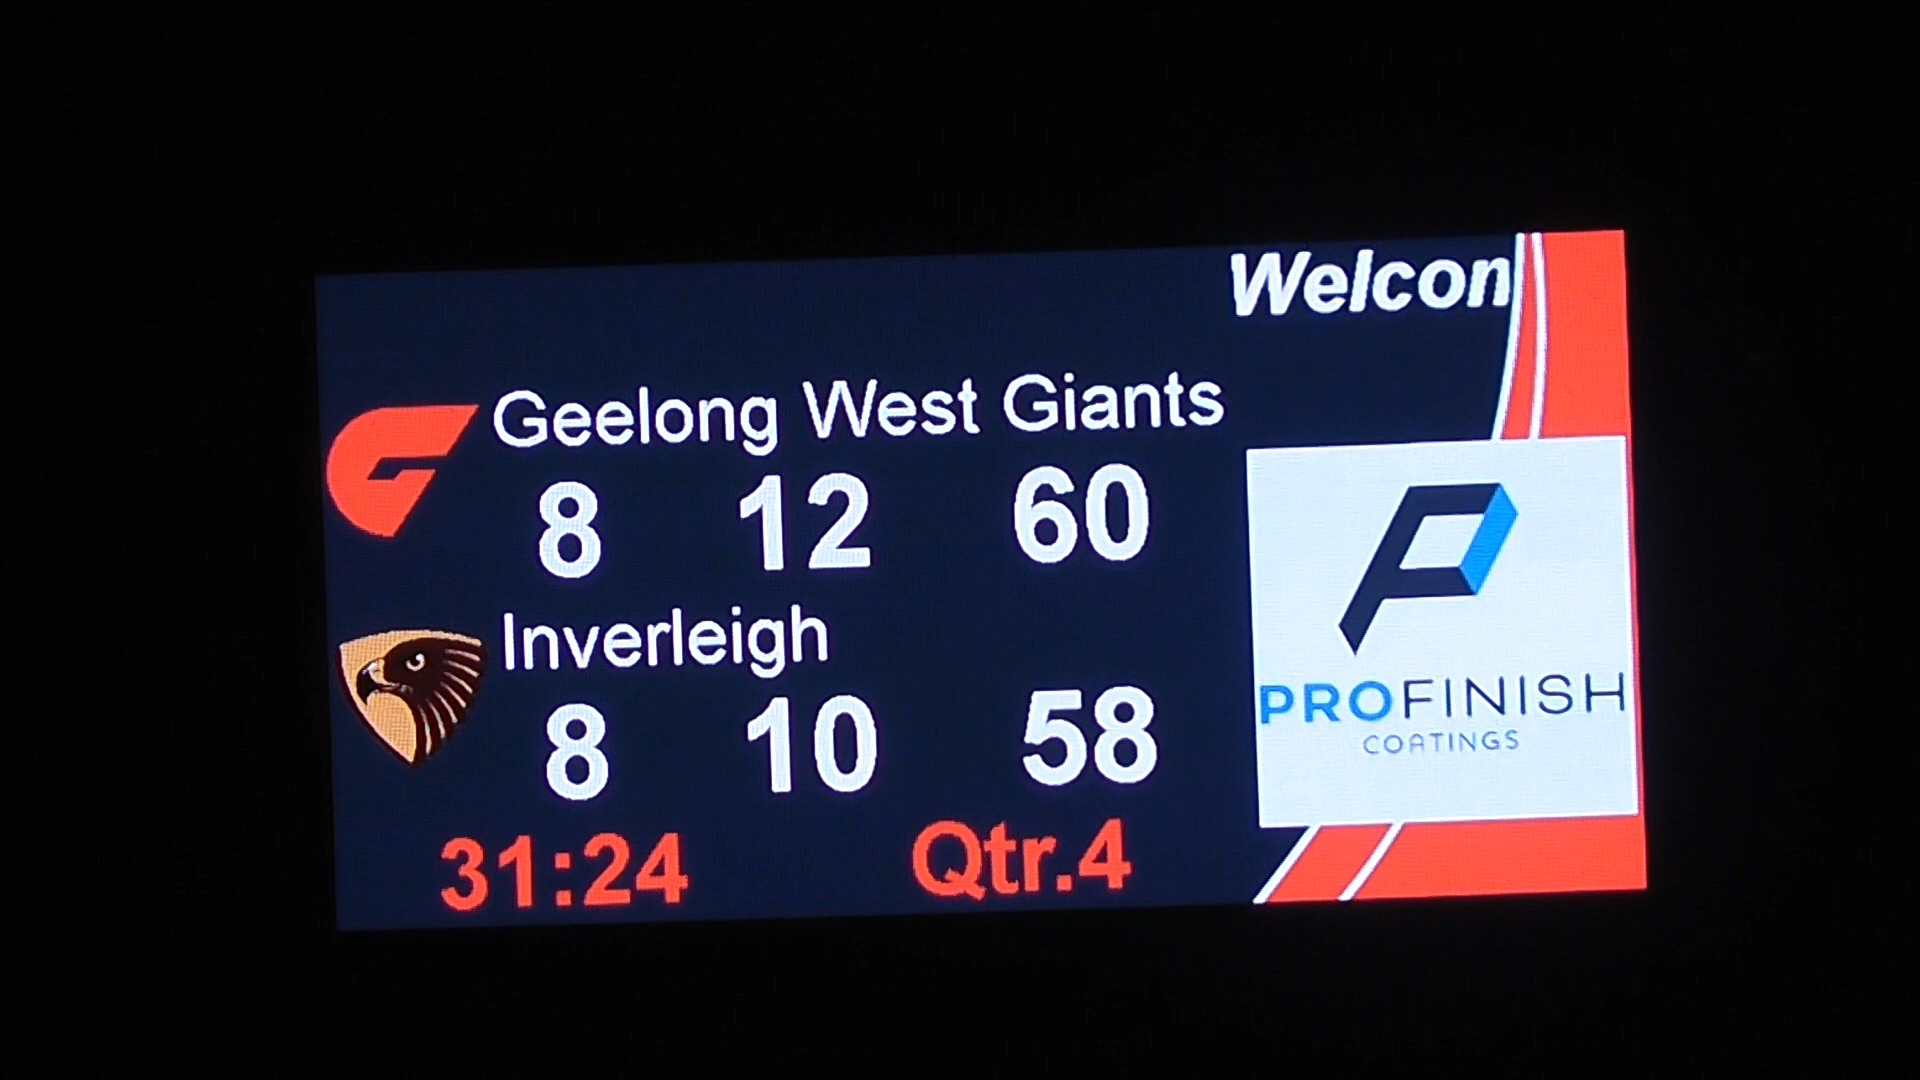 Welcon
Geelong West Giants
8 12 60
Inverleigh
8 10 58
31:24 Qtr.4
PROFINISH
COATINGS